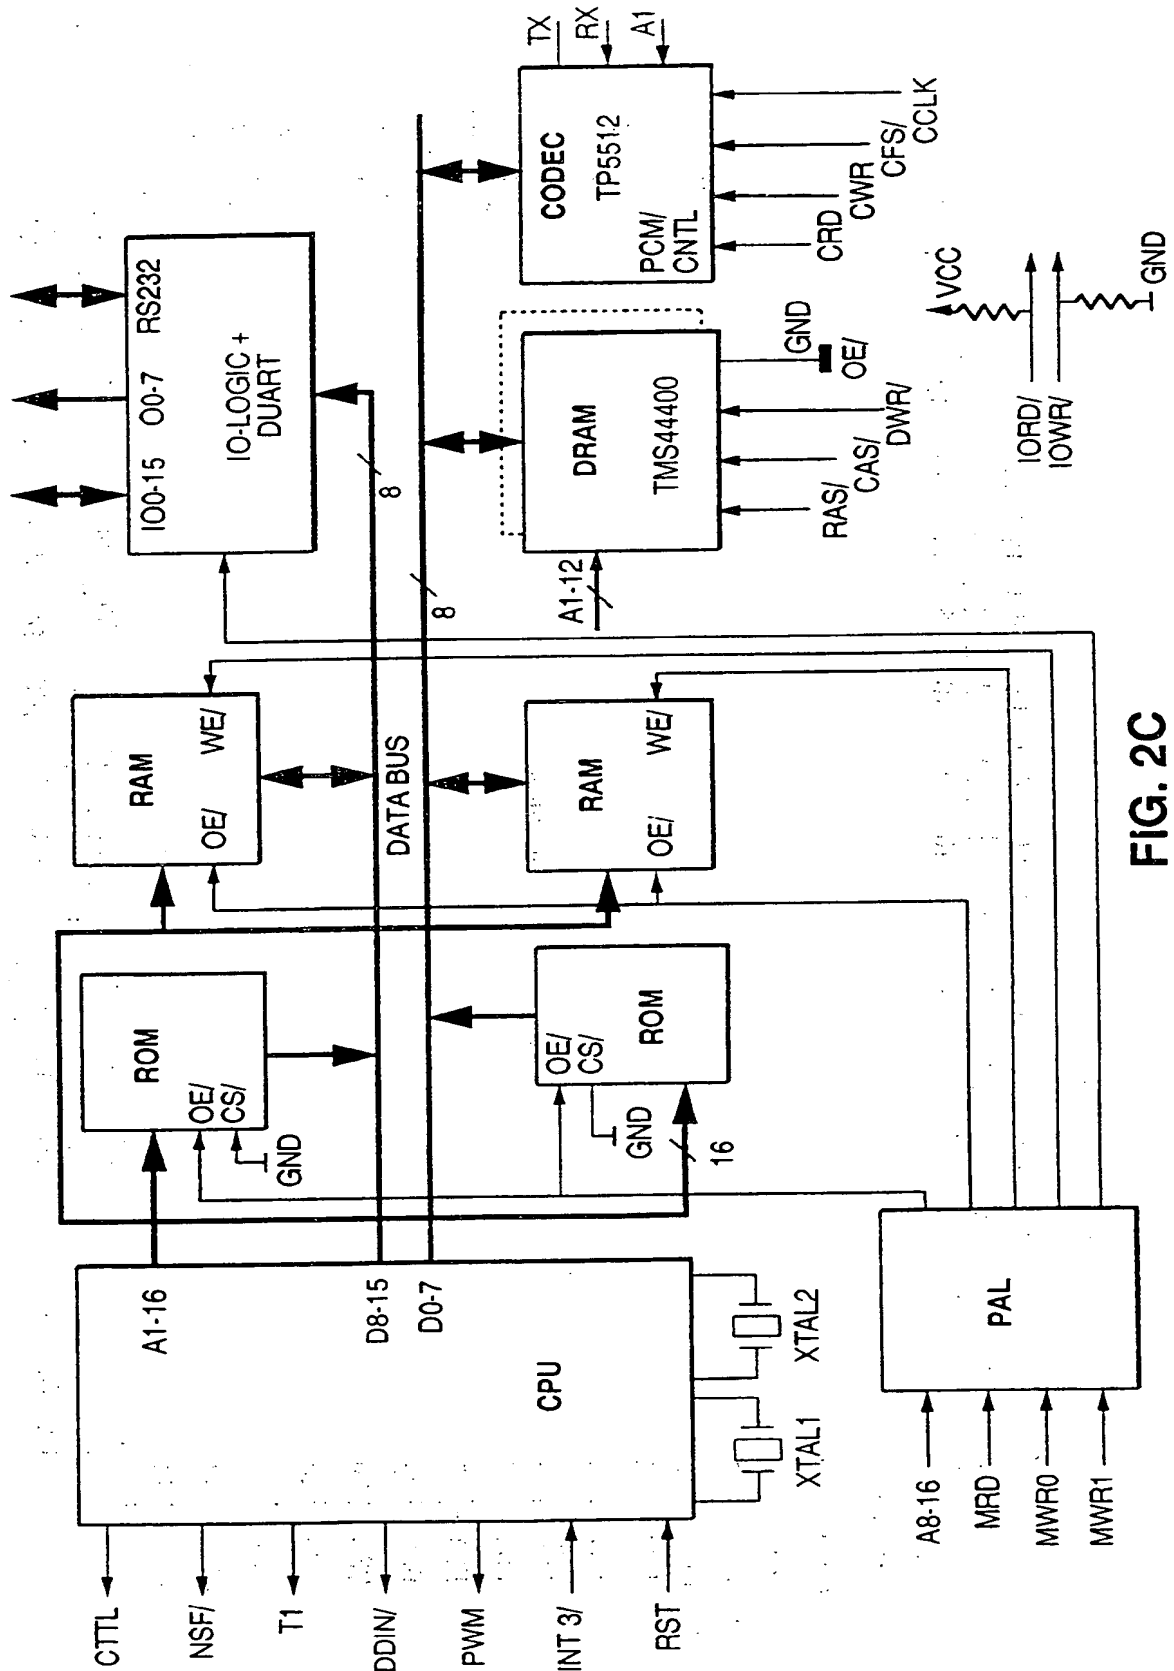 CTTL
NSF/
T1
DDIN/
PWM
INT 3/
RST
CPU
A1-16
D8-15
D0-7
XTAL1
XTAL2
ROM
OE/
CS/
GND
ROM
OE/
CS/
GND
16
RAM
OE/
WE/
RAM
OE/
WE/
DATA BUS
8
8
IO0-15
O0-7
RS232
IO-LOGIC +
DUART
A1-12
DRAM
TMS44400
RAS/
CAS/
DWR/
OE/
GND
CODEC
TP5512
PCM/
CNTL
TX
RX
A1
CRD
CWR
CFS/
CCLK
A8-16
MRD
MWR0
MWR1
PAL
IORD/
IOWR/
VCC
GND
FIG. 2C